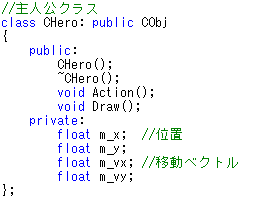 //主人公クラス
class CHero: public CObj
{
public:
CHero();
~CHero();
void Action();
void Draw();
private:
float m_x; //位置
float m_y;
float m_vx; //移動ベクトル
float m_vy;
};